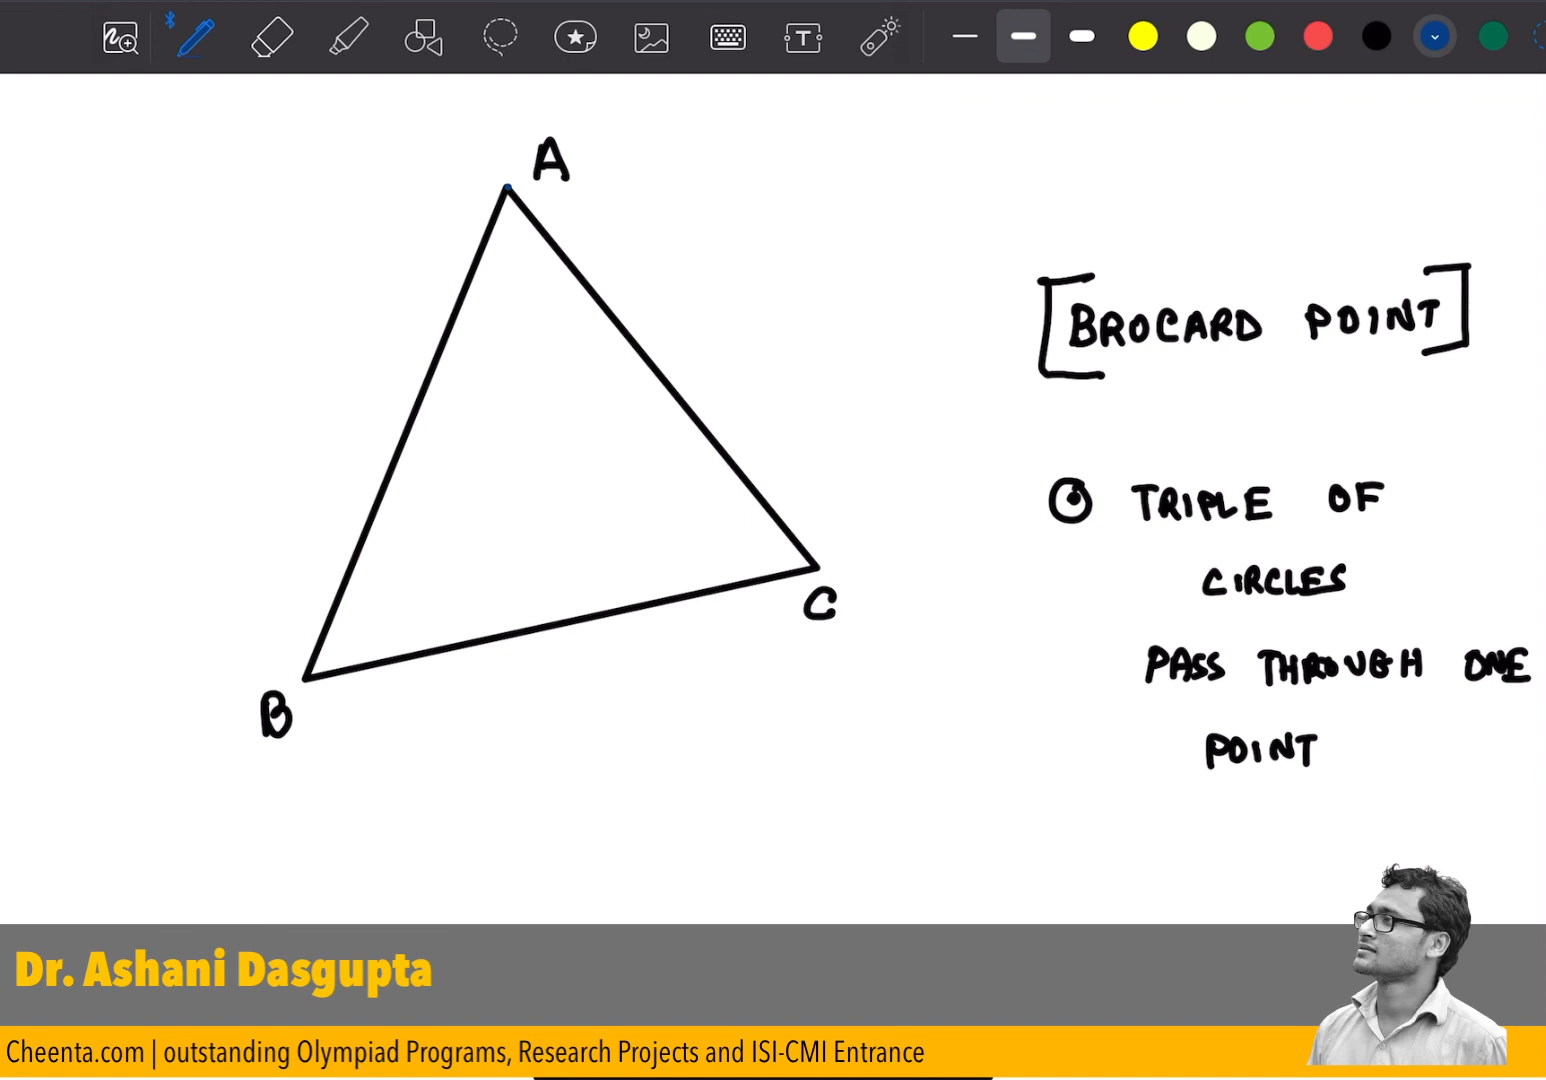 A
[BROCARD POINT]
TRIPLE OF
CIRCLES
PASS THROUGH ONE
POINT
C
B
Dr. Ashani Dasgupta
Cheenta.com | outstanding Olympiad Programs, Research Projects and ISI-CMI Entrance